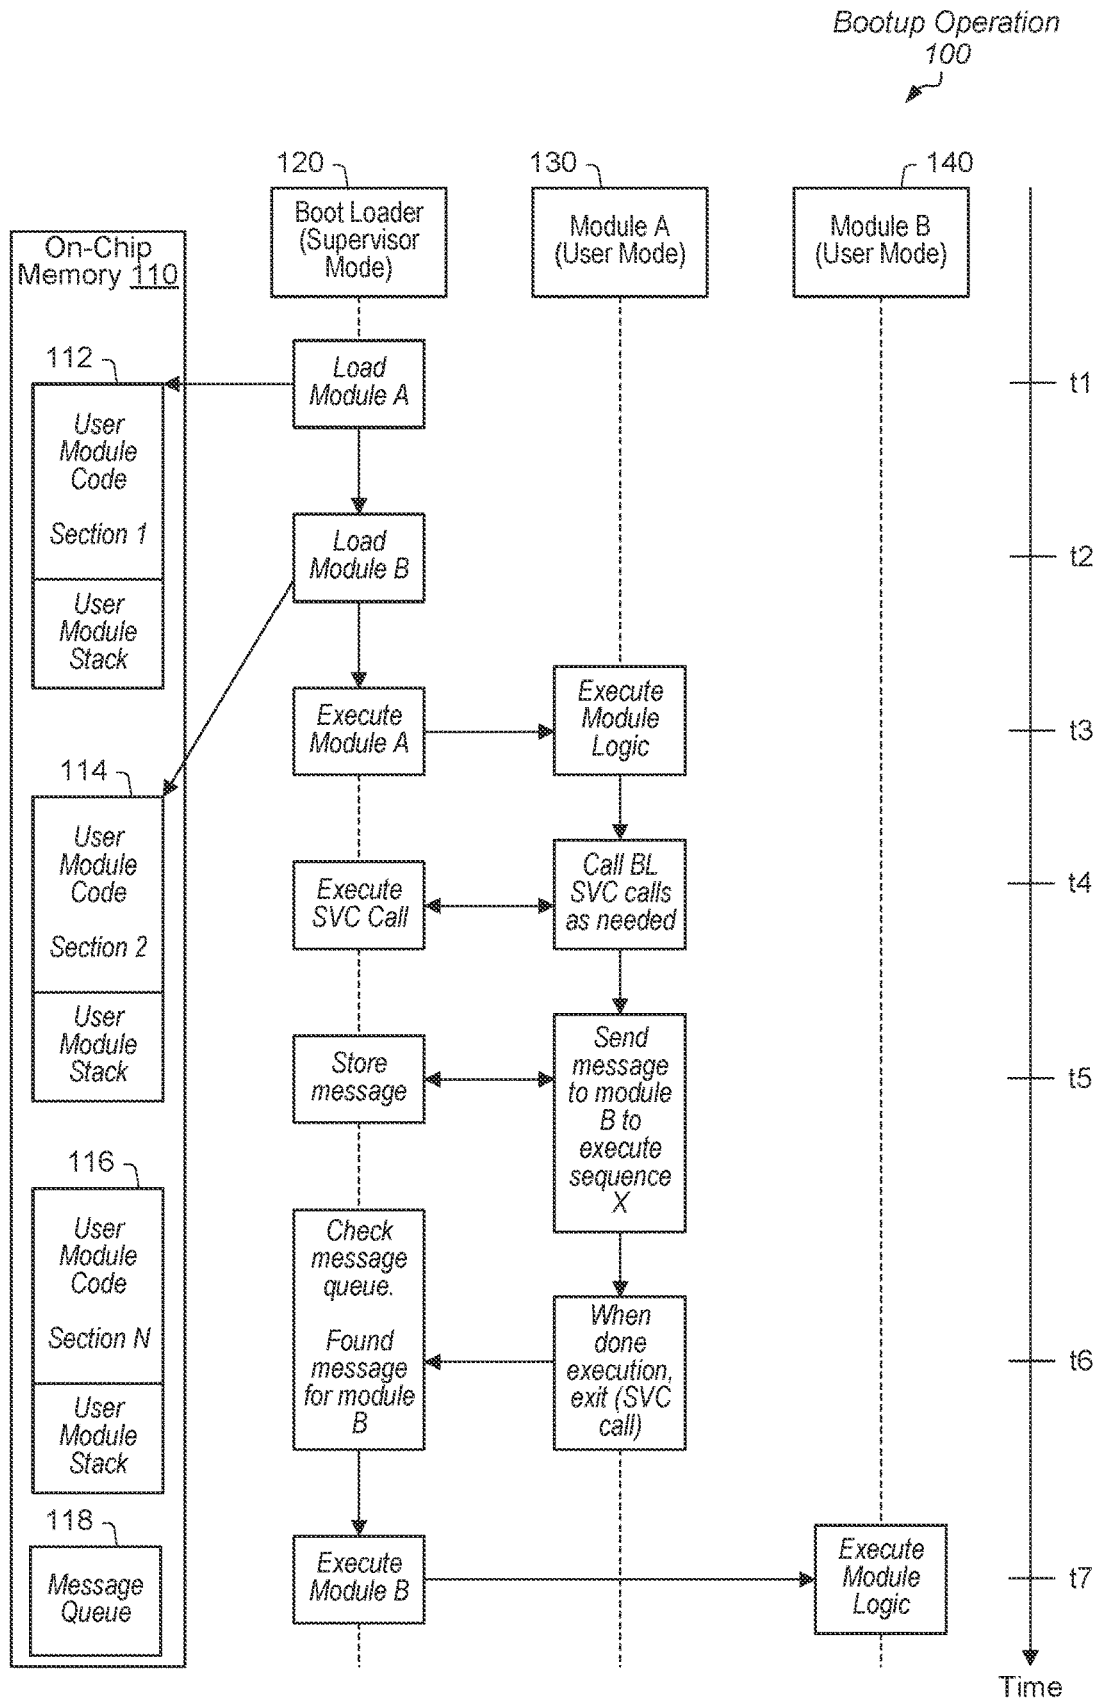 Bootup Operation
100
120
130
140
Boot Loader
(Supervisor
Mode)
Module A
(User Mode)
Module B
(User Mode)
On-Chip
Memory 110
112
User
Module
Code
Section 1
User
Module
Stack
114
User
Module
Code
Section 2
User
Module
Stack
116
User
Module
Code
Section N
User
Module
Stack
118
Message
Queue
Load
Module A
Load
Module B
Execute
Module A
Execute
SVC Call
Store
message
Check
message
queue.
Found
message
for module
B
Execute
Module B
Execute
Module
Logic
Call BL
SVC calls
as needed
Send
message
to module
B to
execute
sequence
X
When
done
execution,
exit (SVC
call)
Execute
Module
Logic
t1
t2
t3
t4
t5
t6
t7
Time